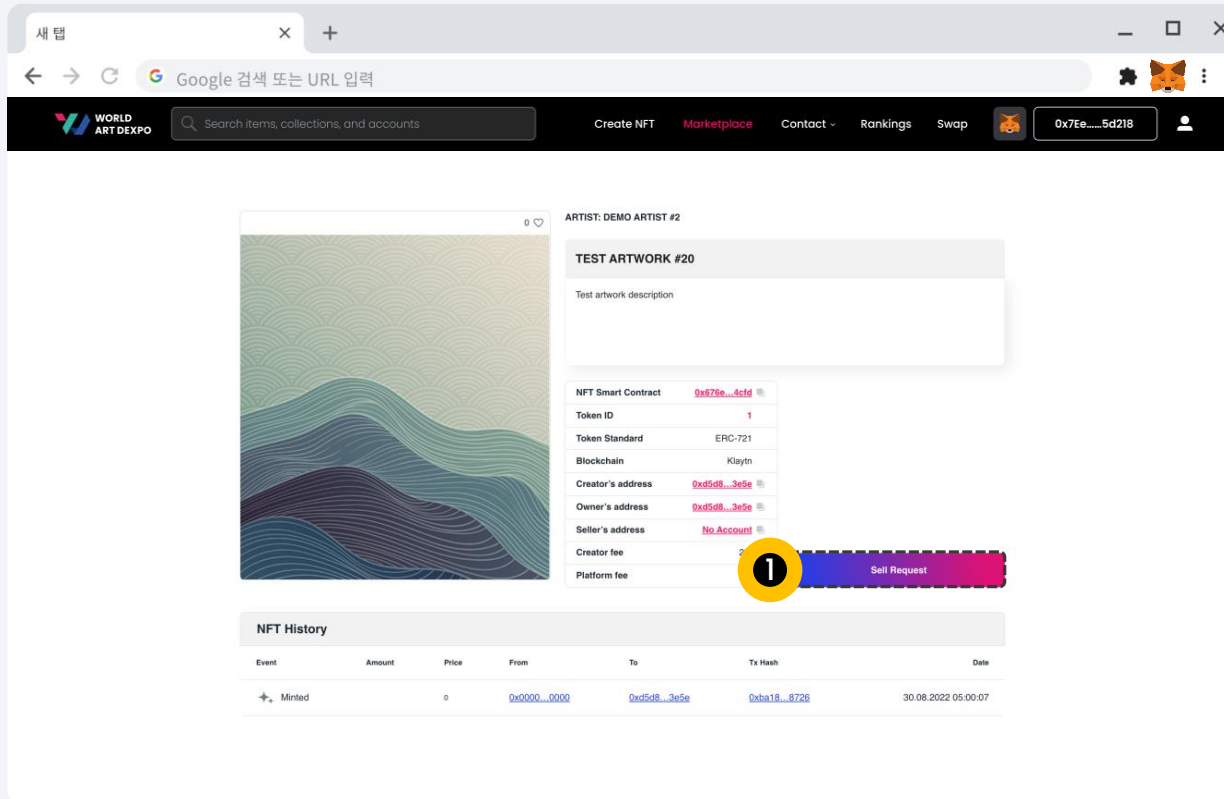 새 탭
Google 검색 또는 URL 입력
WORLD
ART DEXPO
Search items, collections, and accounts
Create NFT
Marketplace
Contact
Rankings
Swap
0x7Ee......5d218
0
ARTIST: DEMO ARTIST #2
TEST ARTWORK #20
Test artwork description
NFT Smart Contract 0x676e...4cfd
Token ID 1
Token Standard ERC-721
Blockchain Klaytn
Creator's address 0xd5d8...3e5e
Owner's address 0xd5d8...3e5e
Seller's address No Account
Creator fee
Platform fee
1
Sell Request
NFT History
Event Amount Price From To Tx Hash Date
Minted 0 0x0000...0000 0xd5d8...3e5e 0xba18...8726 30.08.2022 05:00:07